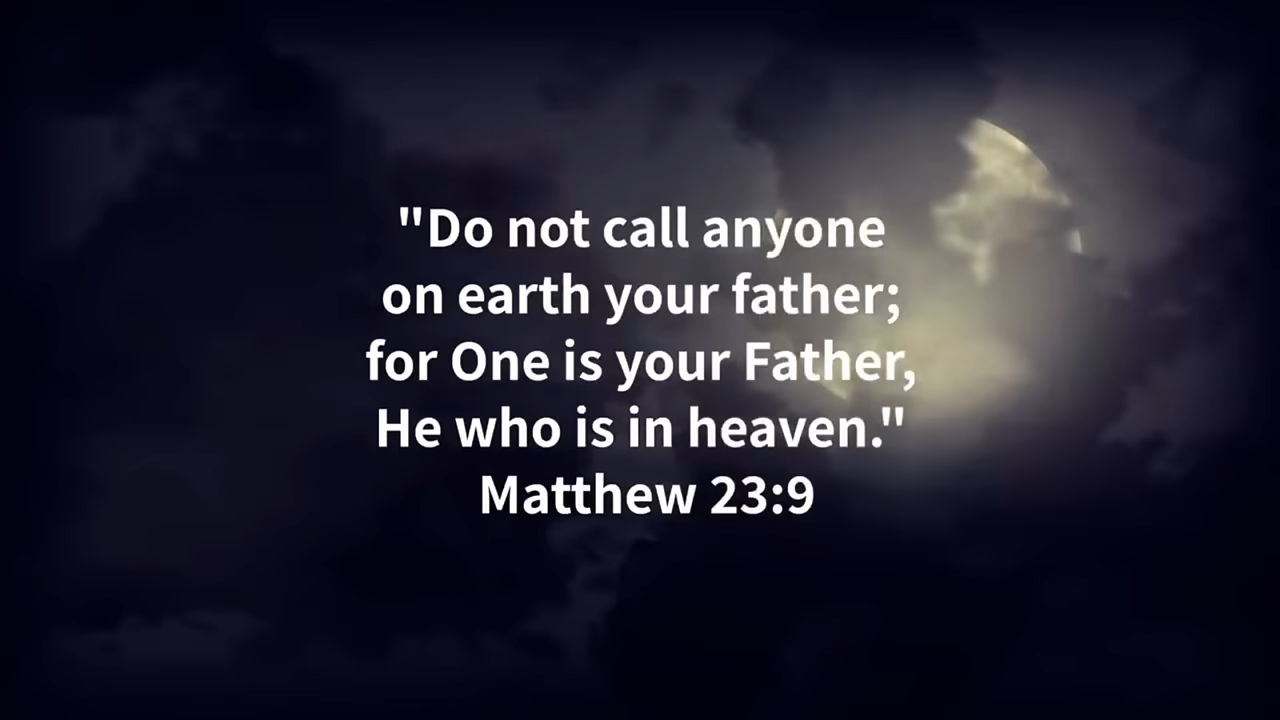 "Do not call anyone
on earth your father;
for One is your Father,
He who is in heaven."
Matthew 23:9